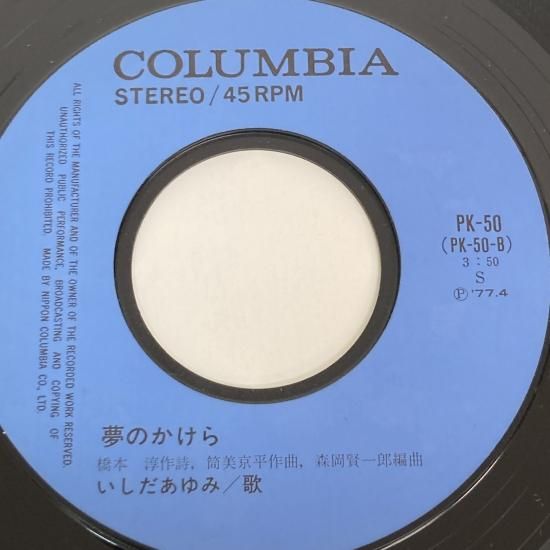 COLUMBIA
STEREO/45RPM
ALL RIGHTS OF THE MANUFACTURER AND OF THE OWNER OF THE RECORDED WORK RESERVED.
UNAUTHORIZED PUBLIC PERFORMANCE, BROADCASTING AND COPYING OF
THIS RECORD PROHIBITED. MADE BY NIPPON COLUMBIA CO., LTD.
PK-50
(PK-50-B)
3:50
S
Ⓟ'77.4
夢のかけら
橋本 淳作詩, 筒美京平作曲, 森岡賢一郎編曲
いしだあゆみ/歌